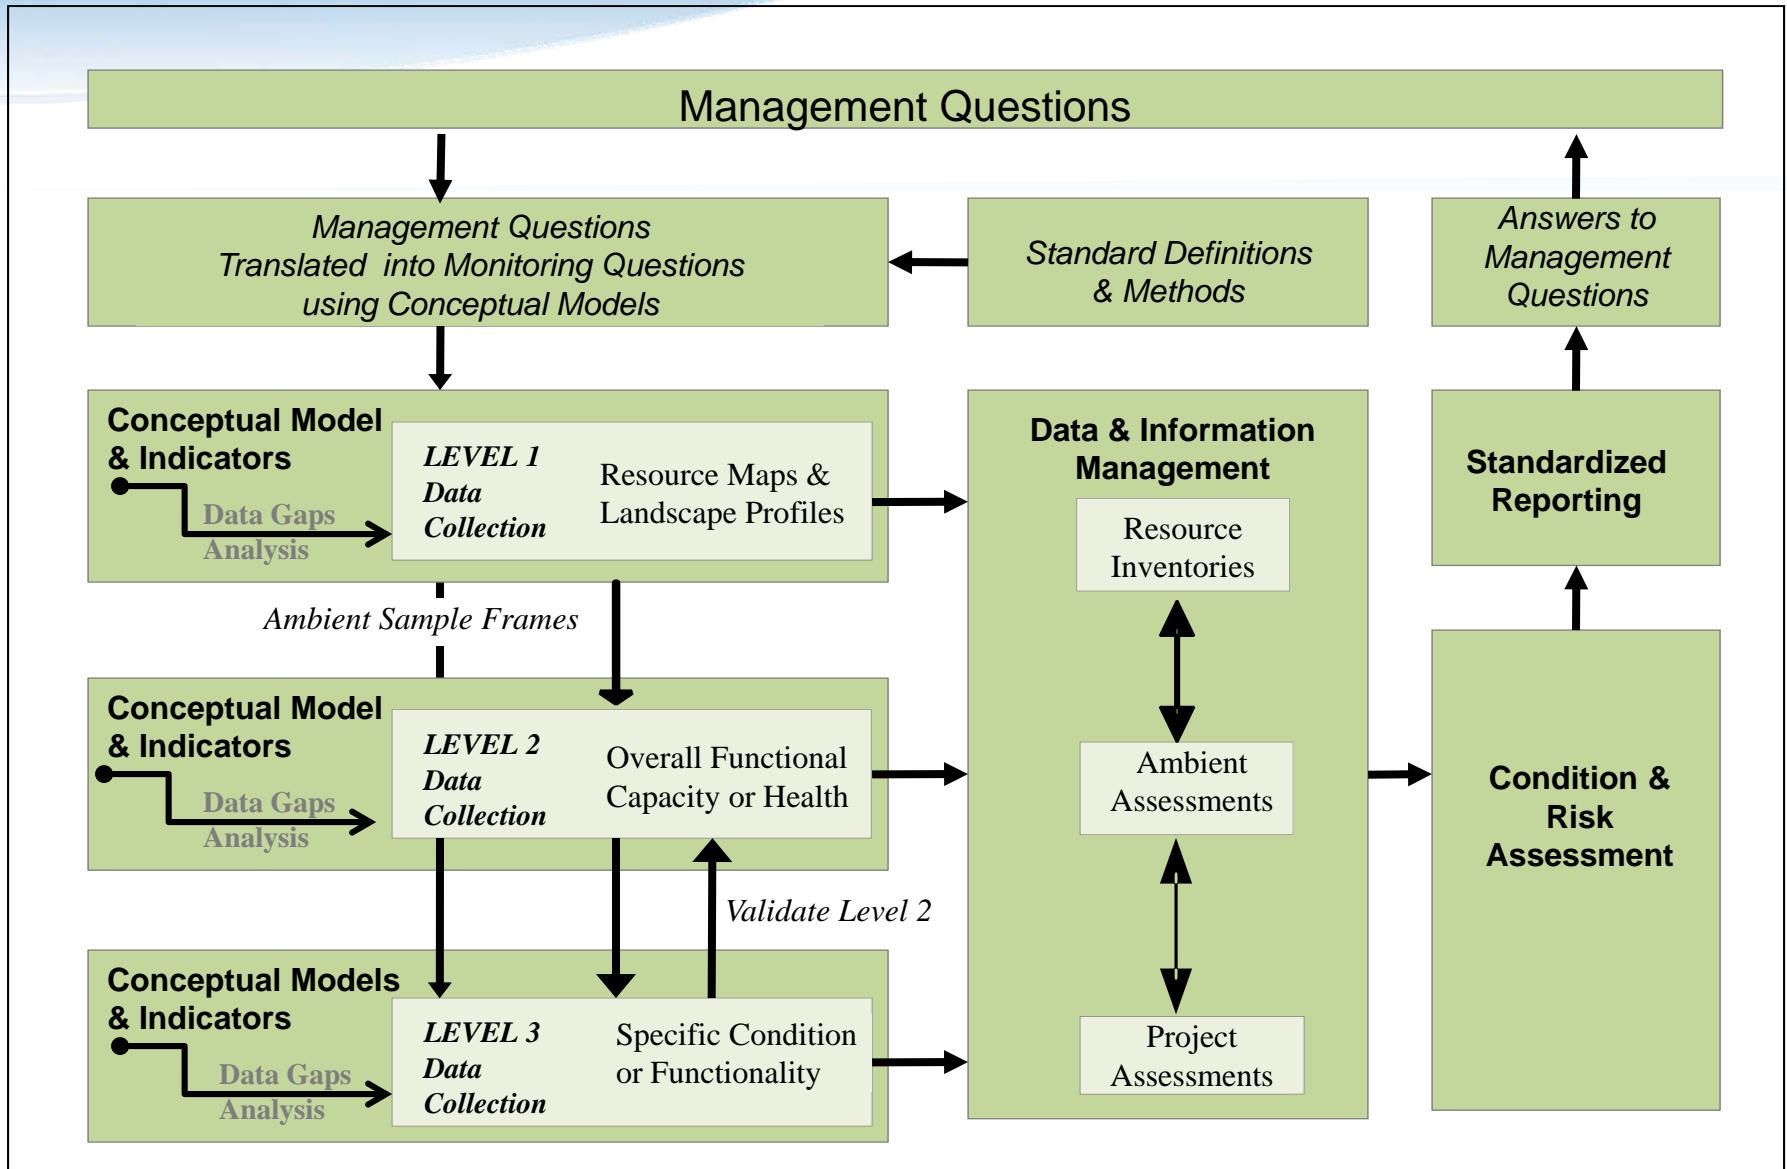 Management Questions
Management Questions
Translated into Monitoring Questions
using Conceptual Models
Standard Definitions
& Methods
Answers to
Management
Questions
Conceptual Model
& Indicators
Data Gaps
Analysis
LEVEL 1
Data
Collection
Resource Maps &
Landscape Profiles
Ambient Sample Frames
Conceptual Model
& Indicators
Data Gaps
Analysis
LEVEL 2
Data
Collection
Overall Functional
Capacity or Health
Validate Level 2
Conceptual Models
& Indicators
Data Gaps
Analysis
LEVEL 3
Data
Collection
Specific Condition
or Functionality
Data & Information
Management
Resource
Inventories
Ambient
Assessments
Project
Assessments
Standardized
Reporting
Condition &
Risk
Assessment